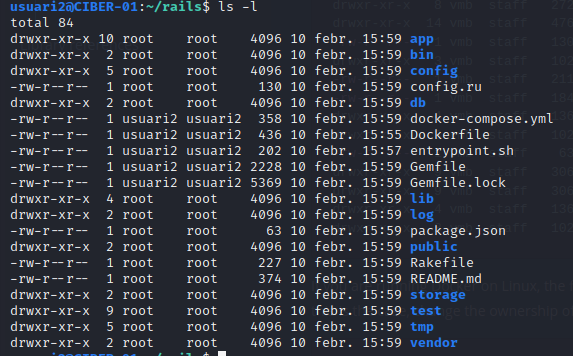 usuari2@CIBER-01:~/rails$ ls -l
total 84
drwxr-xr-x 10 root root 4096 10 febr. 15:59 app
drwxr-xr-x 2 root root 4096 10 febr. 15:59 bin
drwxr-xr-x 5 root root 4096 10 febr. 15:59 config
-rw-r--r-- 1 root root 130 10 febr. 15:59 config.ru
drwxr-xr-x 2 root root 4096 10 febr. 15:59 db
-rw-r--r-- 1 usuari2 usuari2 358 10 febr. 15:59 docker-compose.yml
-rw-r--r-- 1 usuari2 usuari2 436 10 febr. 15:55 Dockerfile
-rw-r--r-- 1 usuari2 usuari2 202 10 febr. 15:57 entrypoint.sh
-rw-r--r-- 1 usuari2 usuari2 2228 10 febr. 15:59 Gemfile
-rw-r--r-- 1 usuari2 usuari2 5369 10 febr. 15:59 Gemfile.lock
drwxr-xr-x 4 root root 4096 10 febr. 15:59 lib
drwxr-xr-x 2 root root 4096 10 febr. 15:59 log
-rw-r--r-- 1 root root 63 10 febr. 15:59 package.json
drwxr-xr-x 2 root root 4096 10 febr. 15:59 public
-rw-r--r-- 1 root root 227 10 febr. 15:59 Rakefile
-rw-r--r-- 1 root root 374 10 febr. 15:59 README.md
drwxr-xr-x 2 root root 4096 10 febr. 15:59 storage
drwxr-xr-x 9 root root 4096 10 febr. 15:59 test
drwxr-xr-x 5 root root 4096 10 febr. 15:59 tmp
drwxr-xr-x 2 root root 4096 10 febr. 15:59 vendor